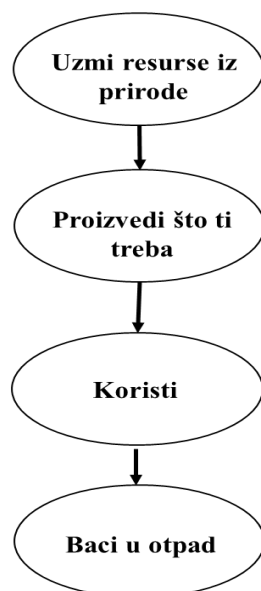 Uzmi resurse iz
prirode
Proizvedi što ti
treba
Koristi
Baci u otpad